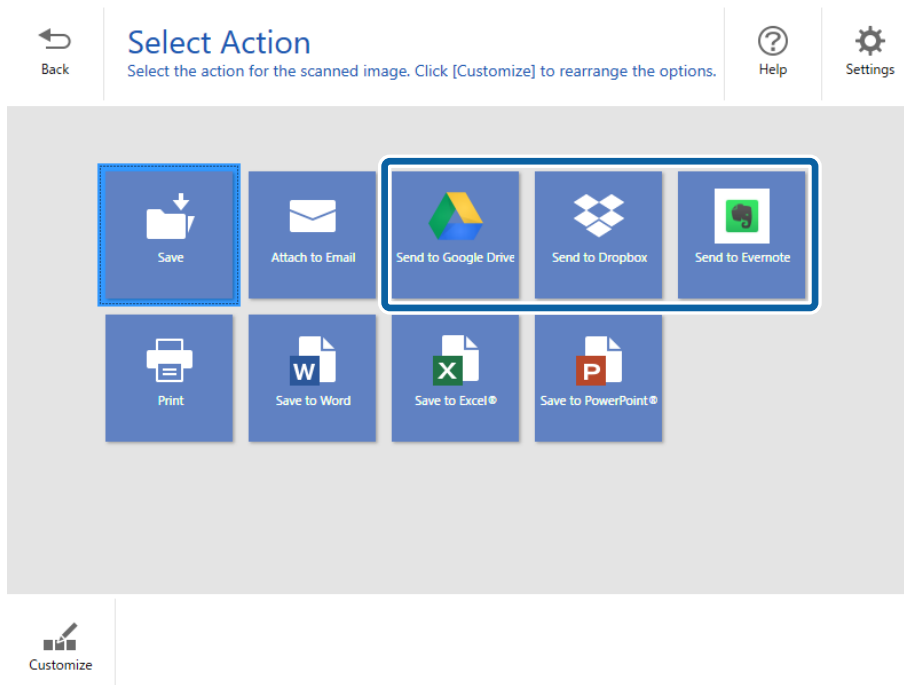 Back
Select Action
Select the action for the scanned image. Click [Customize] to rearrange the options.
Help
Settings
Save
Attach to Email
Send to Google Drive
Send to Dropbox
Send to Evernote
Print
W
Save to Word
X
Save to Excel®
P
Save to PowerPoint®
Customize